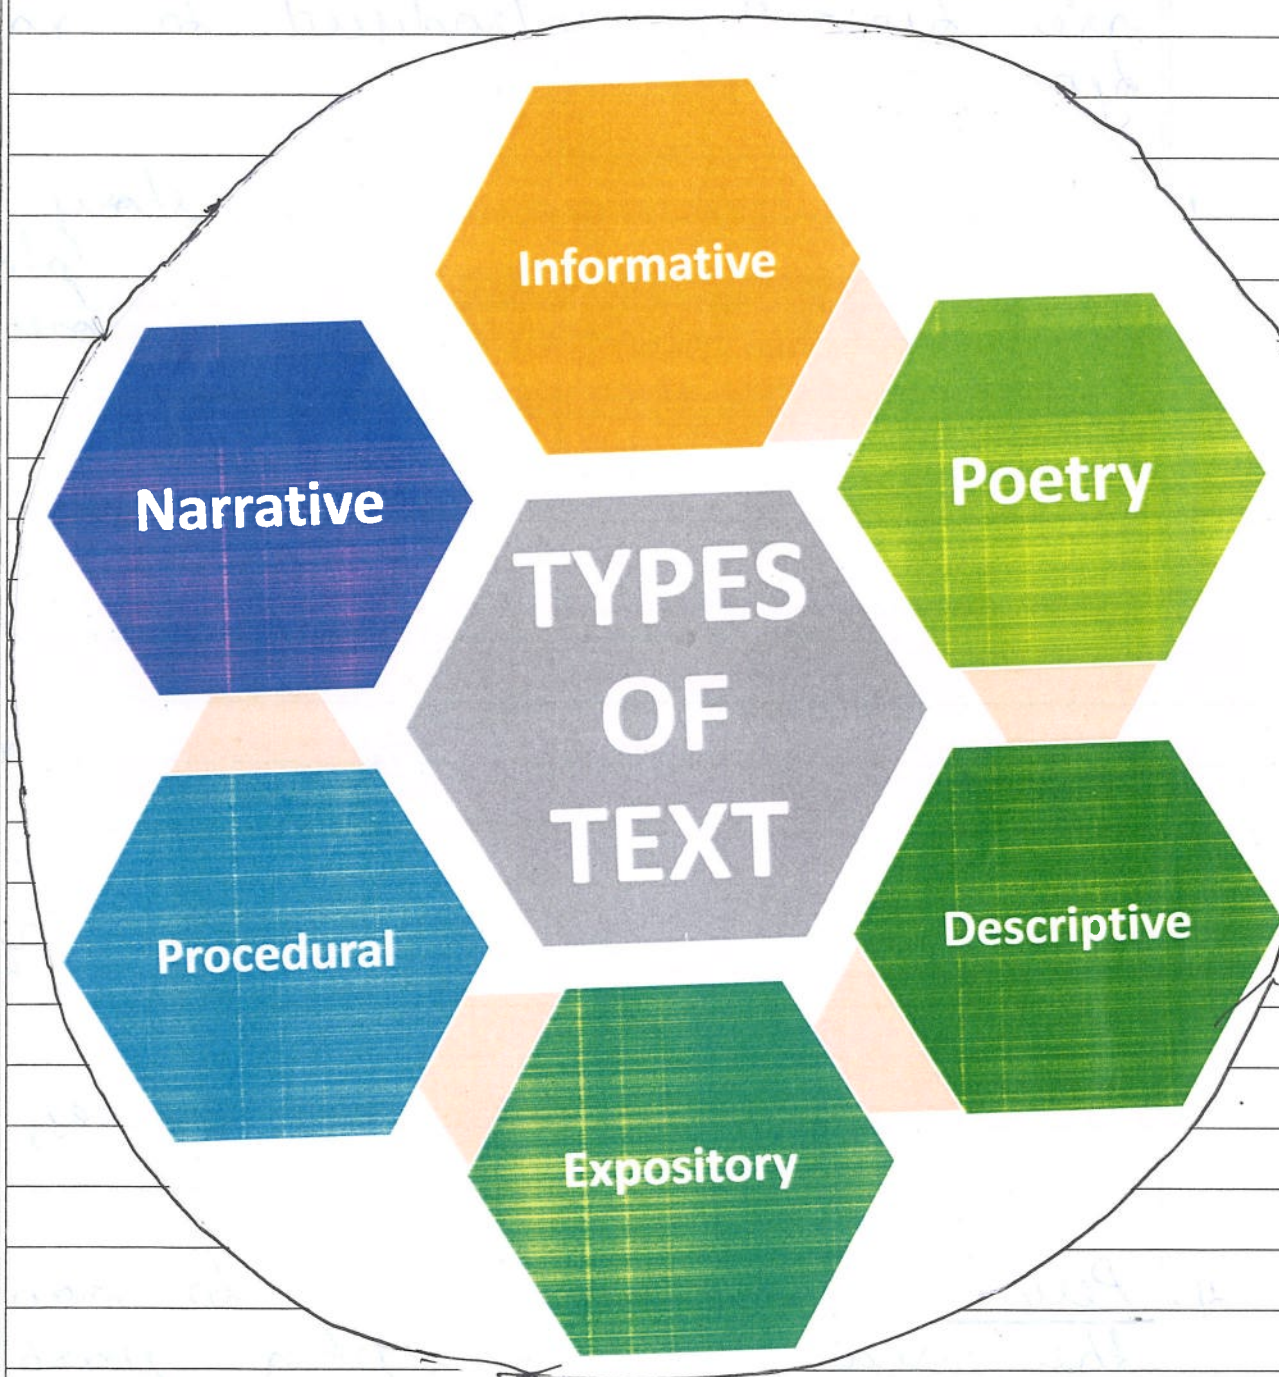 Informative
Poetry
Narrative
TYPES
OF
TEXT
Descriptive
Procedural
Expository